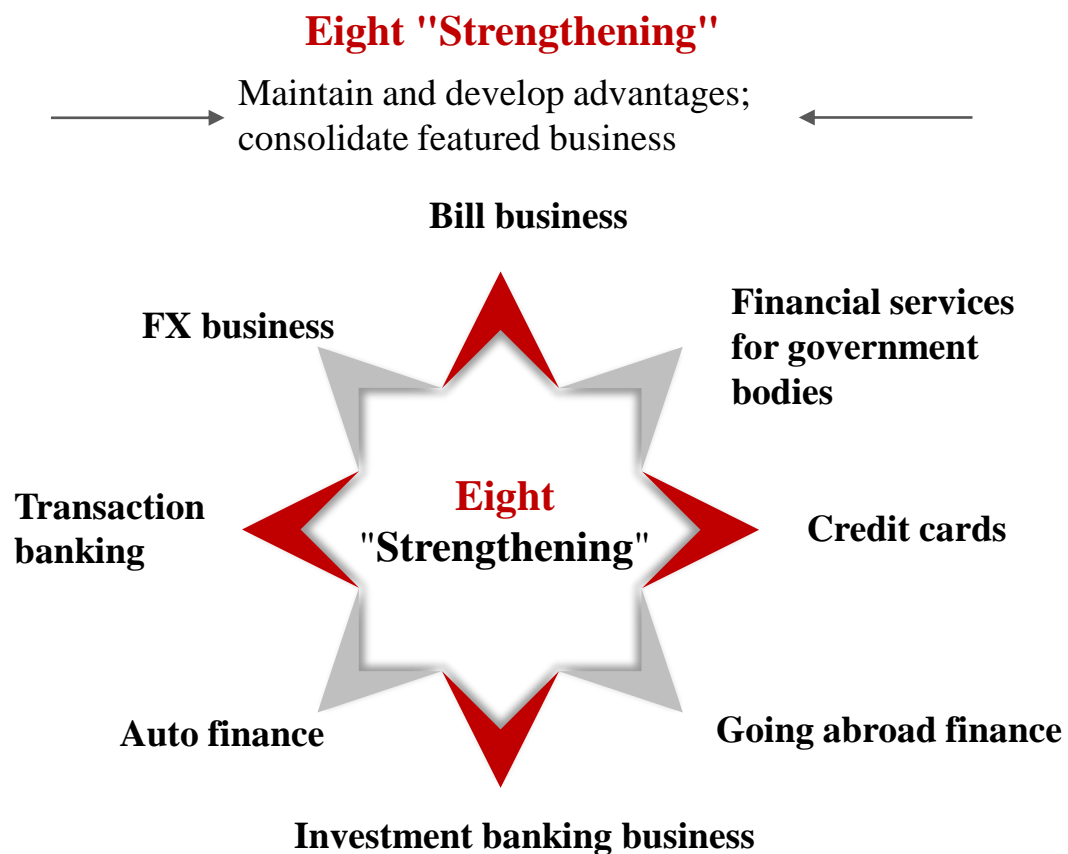 Eight "Strengthening"
Maintain and develop advantages;
consolidate featured business
Bill business
Financial services
for government
bodies
FX business
Transaction
banking
Eight
"Strengthening"
Credit cards
Auto finance
Going abroad finance
Investment banking business